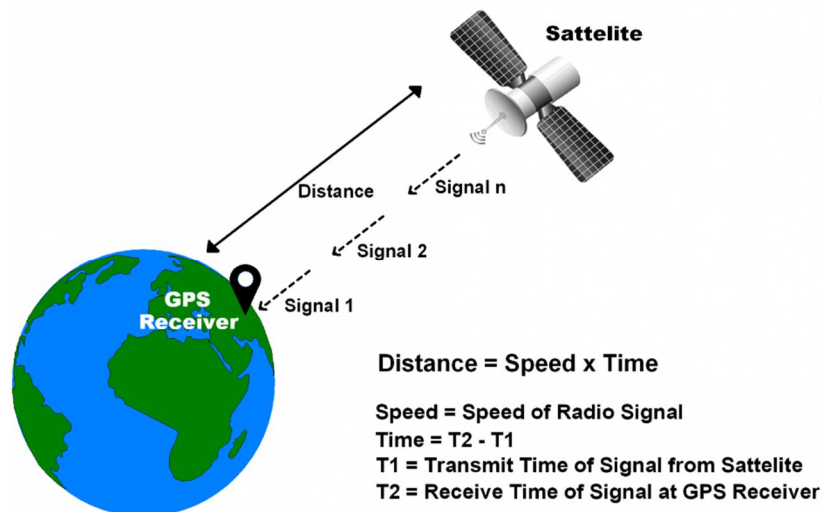 Sattelite
Distance
Signal n
Signal 2
Signal 1
GPS
Receiver
Distance = Speed x Time
Speed = Speed of Radio Signal
Time = T2 - T1
T1 = Transmit Time of Signal from Sattelite
T2 = Receive Time of Signal at GPS Receiver